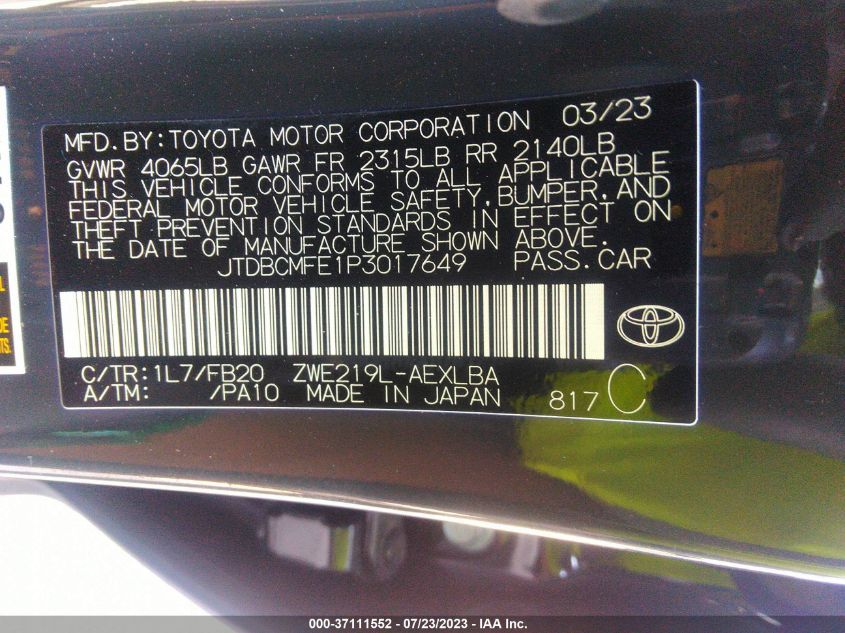 MFD.BY:TOYOTA MOTOR CORPORATION 03/23
GVWR 4065LB GAWR FR 2315LB RR 2140LB
THIS VEHICLE CONFORMS TO ALL APPLICABLE
FEDERAL MOTOR VEHICLE SAFETY,BUMPER,AND
THEFT PREVENTION STANDARDS IN EFFECT ON
THE DATE OF MANUFACTURE SHOWN ABOVE.
JTDBCMFE1P3017649 PASS.CAR
C/TR:1L7/FB20 ZWE219L-AEXLBA
A/TM: /PA10 MADE IN JAPAN 817 C
000-37111552 - 07/23/2023 - IAA Inc.